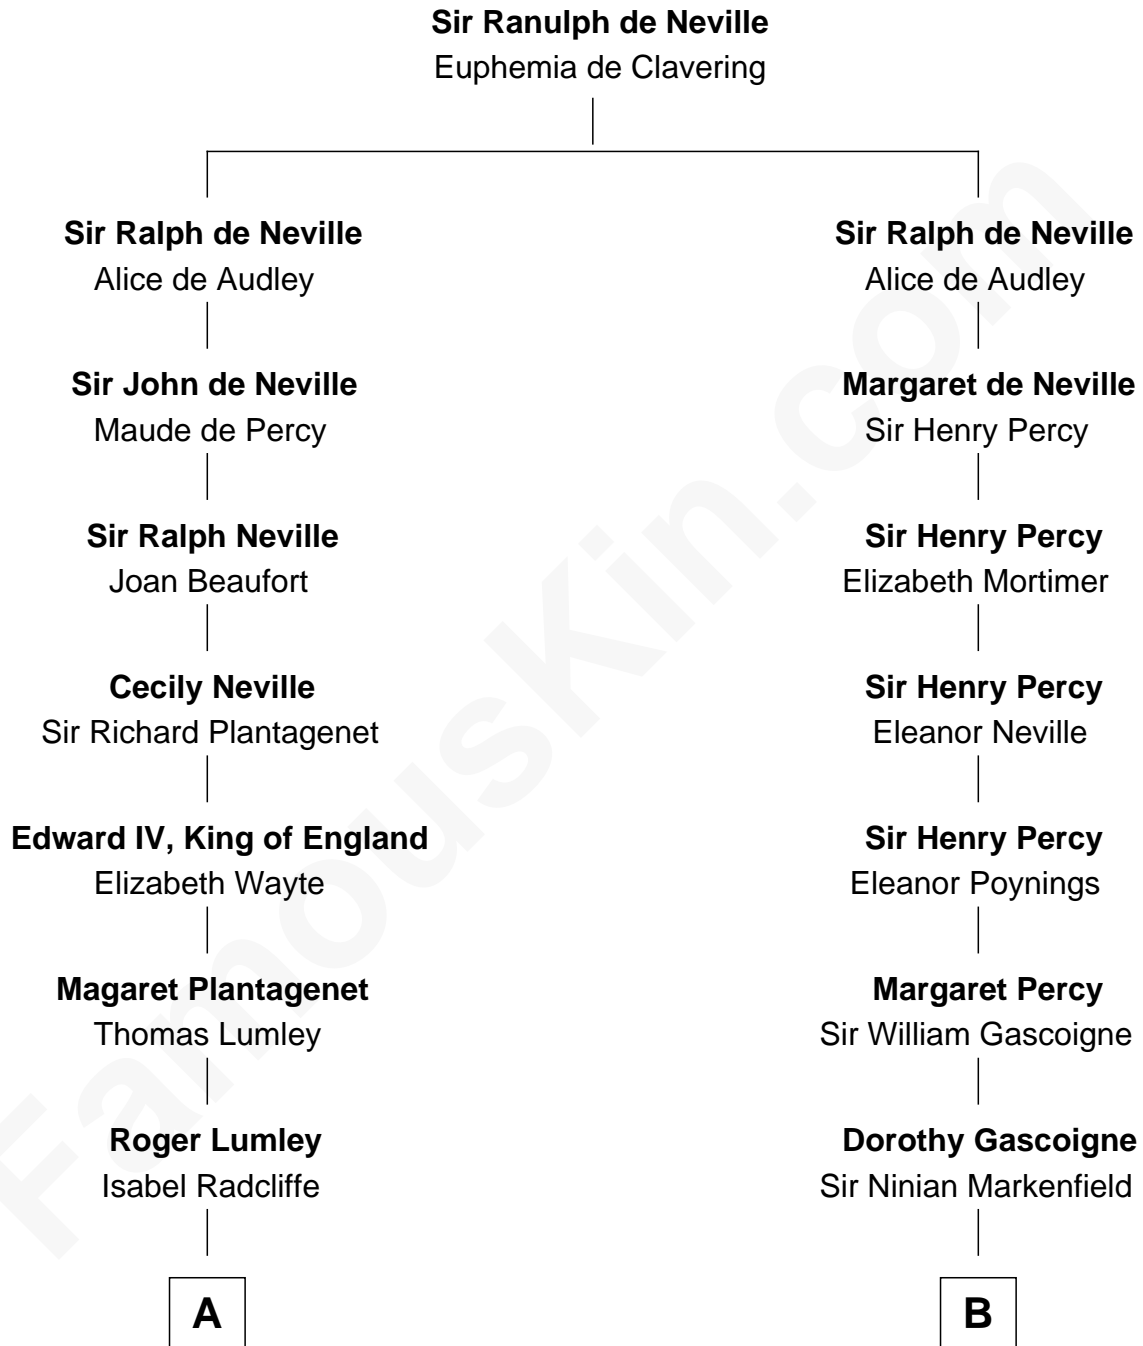 Sir Ranulph de Neville
Euphemia de Clavering
Sir Ralph de Neville
Alice de Audley
Sir John de Neville
Maude de Percy
Sir Ralph Neville
Joan Beaufort
Cecily Neville
Sir Richard Plantagenet
Edward IV, King of England
Elizabeth Wayte
Magaret Plantagenet
Thomas Lumley
Roger Lumley
Isabel Radcliffe
A
Sir Ralph de Neville
Alice de Audley
Margaret de Neville
Sir Henry Percy
Sir Henry Percy
Elizabeth Mortimer
Sir Henry Percy
Eleanor Neville
Sir Henry Percy
Eleanor Poynings
Margaret Percy
Sir William Gascoigne
Dorothy Gascoigne
Sir Ninian Markenfield
B
FamousKin.com